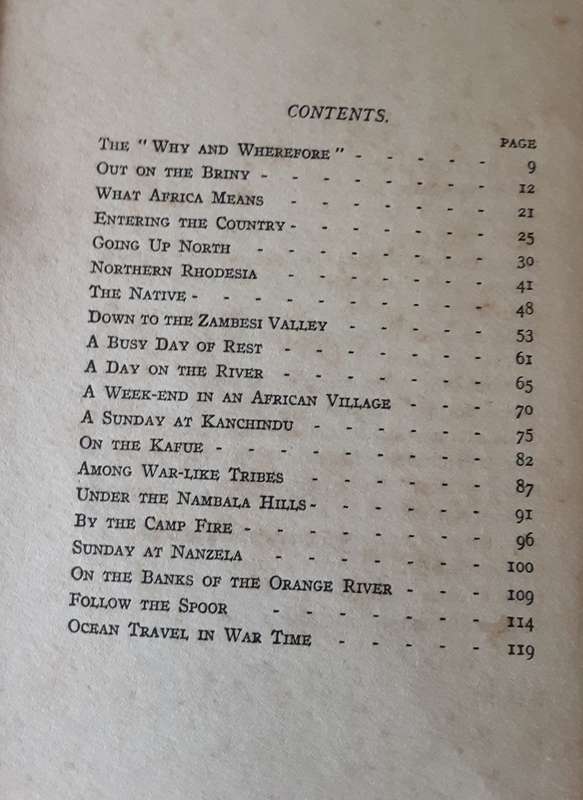 CONTENTS.
PAGE
THE "WHY AND WHEREFORE" - - - - - 9
OUT ON THE BRINY - - - - - - - - 12
WHAT AFRICA MEANS - - - - - - 21
ENTERING THE COUNTRY - - - - - - 25
GOING UP NORTH - - - - - - - 30
NORTHERN RHODESIA - - - - - - 41
THE NATIVE - - - - - - - - - - 48
DOWN TO THE ZAMBESI VALLEY - - - - 53
A BUSY DAY OF REST - - - - - - 61
A DAY ON THE RIVER - - - - - - 65
A WEEK-END IN AN AFRICAN VILLAGE - - - 70
A SUNDAY AT KANCHINDU - - - - - - 75
ON THE KAFUE - - - - - - - - - 82
AMONG WAR-LIKE TRIBES - - - - - - 87
UNDER THE NAMBALA HILLS - - - - - - 91
BY THE CAMP FIRE - - - - - - - - 96
SUNDAY AT NANZELA - - - - - - - 100
ON THE BANKS OF THE ORANGE RIVER - - - 109
FOLLOW THE SPOOR - - - - - - - 114
OCEAN TRAVEL IN WAR TIME - - - - - 119